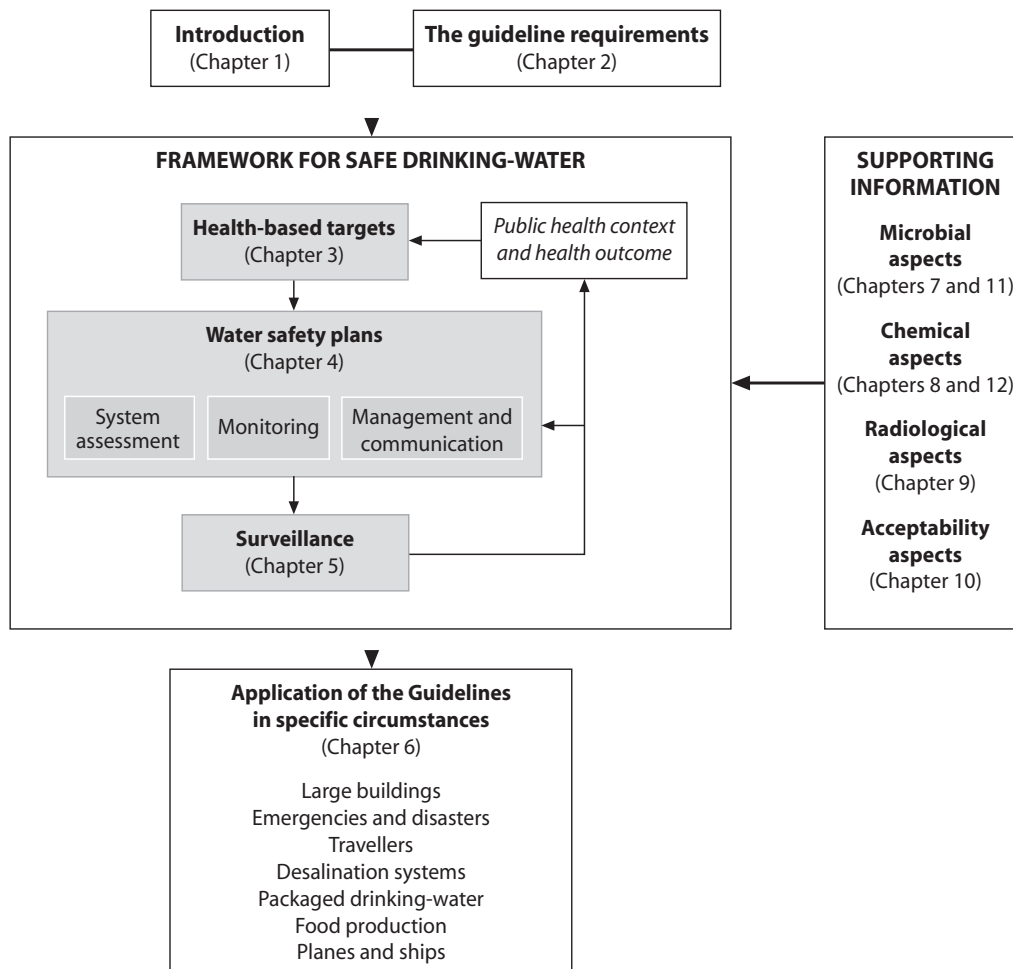 Introduction
(Chapter 1)
The guideline requirements
(Chapter 2)
FRAMEWORK FOR SAFE DRINKING-WATER
Health-based targets
(Chapter 3)
Public health context
and health outcome
Water safety plans
(Chapter 4)
System
assessment
Monitoring
Management and
communication
Surveillance
(Chapter 5)
SUPPORTING
INFORMATION
Microbial
aspects
(Chapters 7 and 11)
Chemical
aspects
(Chapters 8 and 12)
Radiological
aspects
(Chapter 9)
Acceptability
aspects
(Chapter 10)
Application of the Guidelines
in specific circumstances
(Chapter 6)
Large buildings
Emergencies and disasters
Travellers
Desalination systems
Packaged drinking-water
Food production
Planes and ships